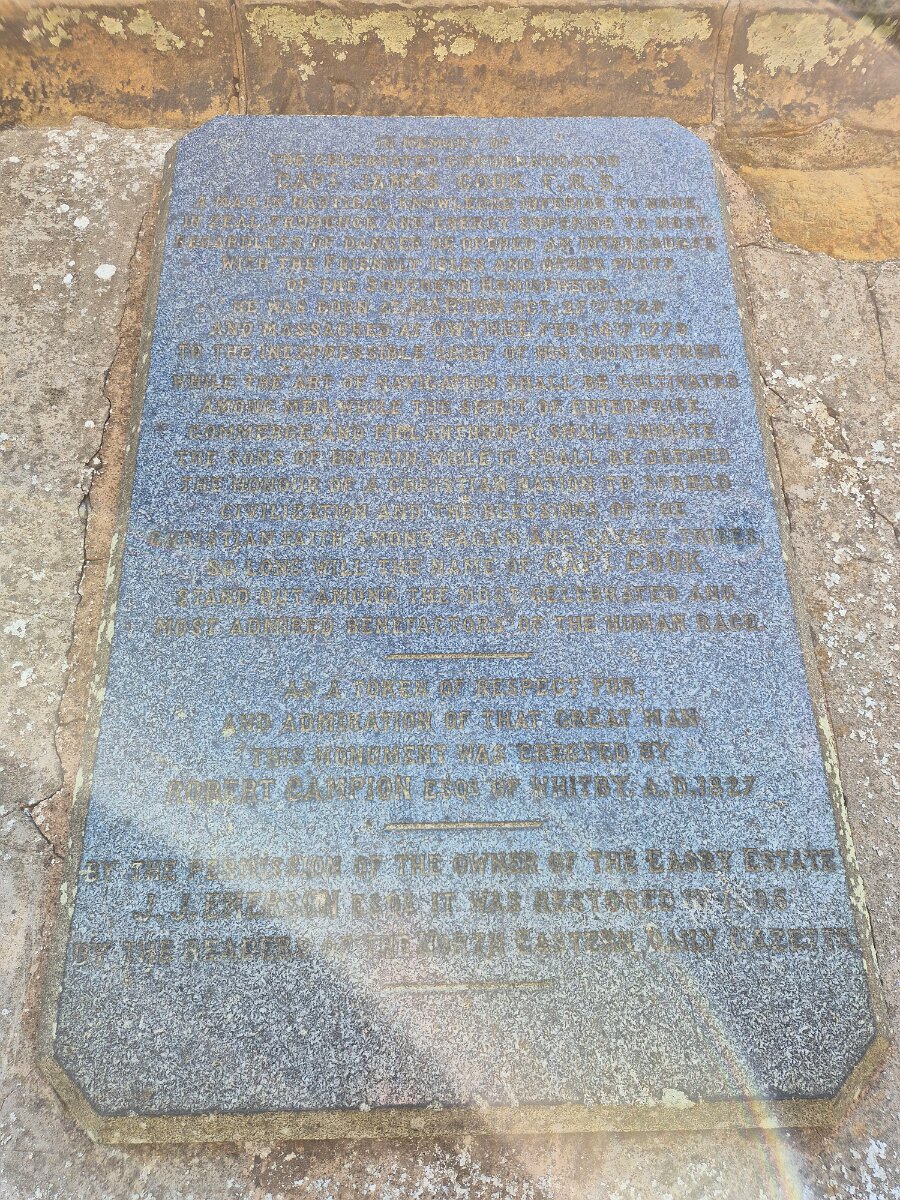 IN MEMORY OF
THE CELEBRATED CIRCUMNAVIGATOR
CAPT. JAMES COOK F.R.S.
A MAN IN NAUTICAL KNOWLEDGE INFERIOR TO NONE,
IN ZEAL PRUDENCE AND ENERGY SUPERIOR TO MOST.
REGARDLESS OF DANGER HE OPENED AN INTERCOURSE
WITH THE FRIENDLY ISLES AND OTHER PARTS
OF THE SOUTHERN HEMISPHERE.
HE WAS BORN AT MARTON OCT. 27TH 1728
AND MASSACRED AT OWYHEE FEB. 14TH 1779
TO THE INEXPRESSIBLE GRIEF OF HIS COUNTRYMEN.
WHILE THE ART OF NAVIGATION SHALL BE CULTIVATED
AMONG MEN, WHILE THE SPIRIT OF ENTERPRISE,
COMMERCE AND PHILANTHROPY SHALL ANIMATE
THE SONS OF BRITAIN, WHILE IT SHALL BE DEEMED
THE HONOUR OF A CHRISTIAN NATION TO SPREAD
CIVILIZATION AND THE BLESSINGS OF THE
CHRISTIAN FAITH AMONG PAGAN AND SAVAGE TRIBES,
SO LONG WILL THE NAME OF CAPT. COOK
STAND OUT AMONG THE MOST CELEBRATED AND
MOST ADMIRED BENEFACTORS OF THE HUMAN RACE.
AS A TOKEN OF RESPECT FOR,
AND ADMIRATION OF THAT GREAT MAN
THIS MONUMENT WAS ERECTED BY
ROBERT CAMPION ESQR OF WHITBY. A.D. 1827
BY THE PERMISSION OF THE OWNER OF THE EASBY ESTATE
J. J. EMERSON ESQR IT WAS RESTORED IN 1895
BY THE READERS OF THE NORTH EASTERN DAILY GAZETTE